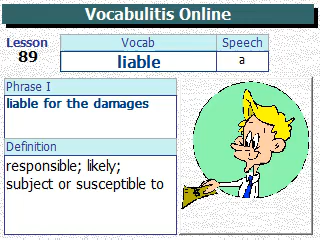 Vocabulitis Online
Lesson Vocab Speech
89 liable a
Phrase I
liable for the damages
Definition
responsible; likely;
subject or susceptible to